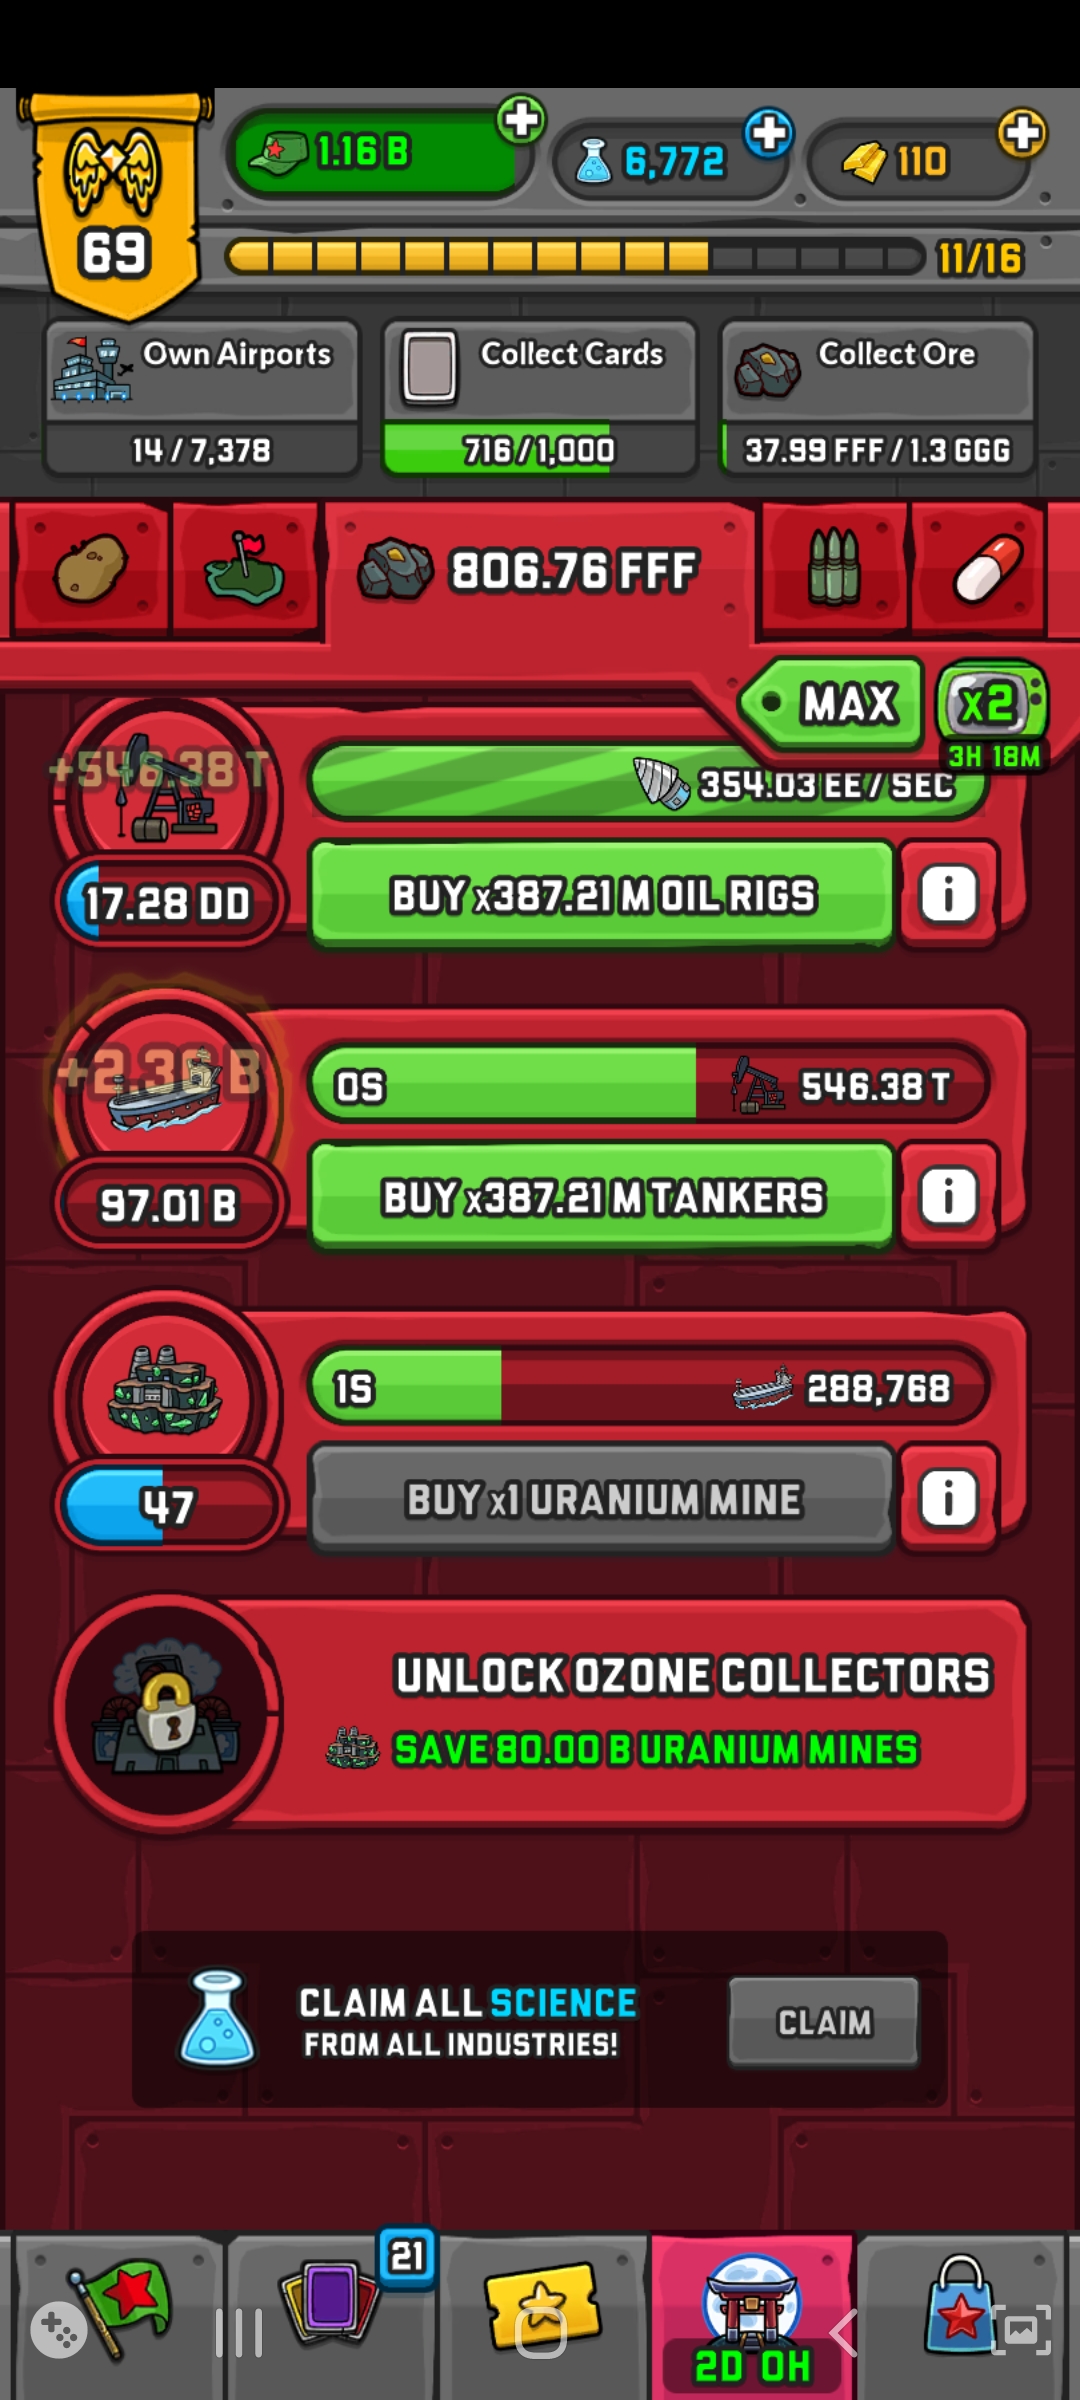 69
1.16 B
6,772
110
11/16
Own Airports
14 / 7,378
Collect Cards
716 / 1,000
Collect Ore
37.99 FFF / 1.3 GGG
806.76 FFF
MAX
x2
3H 18M
+546.38 T
354.03 EE / SEC
17.28 DD
BUY x387.21 M OIL RIGS
i
+2.36 B
0S
546.38 T
97.01 B
BUY x387.21 M TANKERS
i
1S
288,768
47
BUY x1 URANIUM MINE
i
UNLOCK OZONE COLLECTORS
SAVE 80.00 B URANIUM MINES
CLAIM ALL SCIENCE
FROM ALL INDUSTRIES!
CLAIM
21
2D 0H